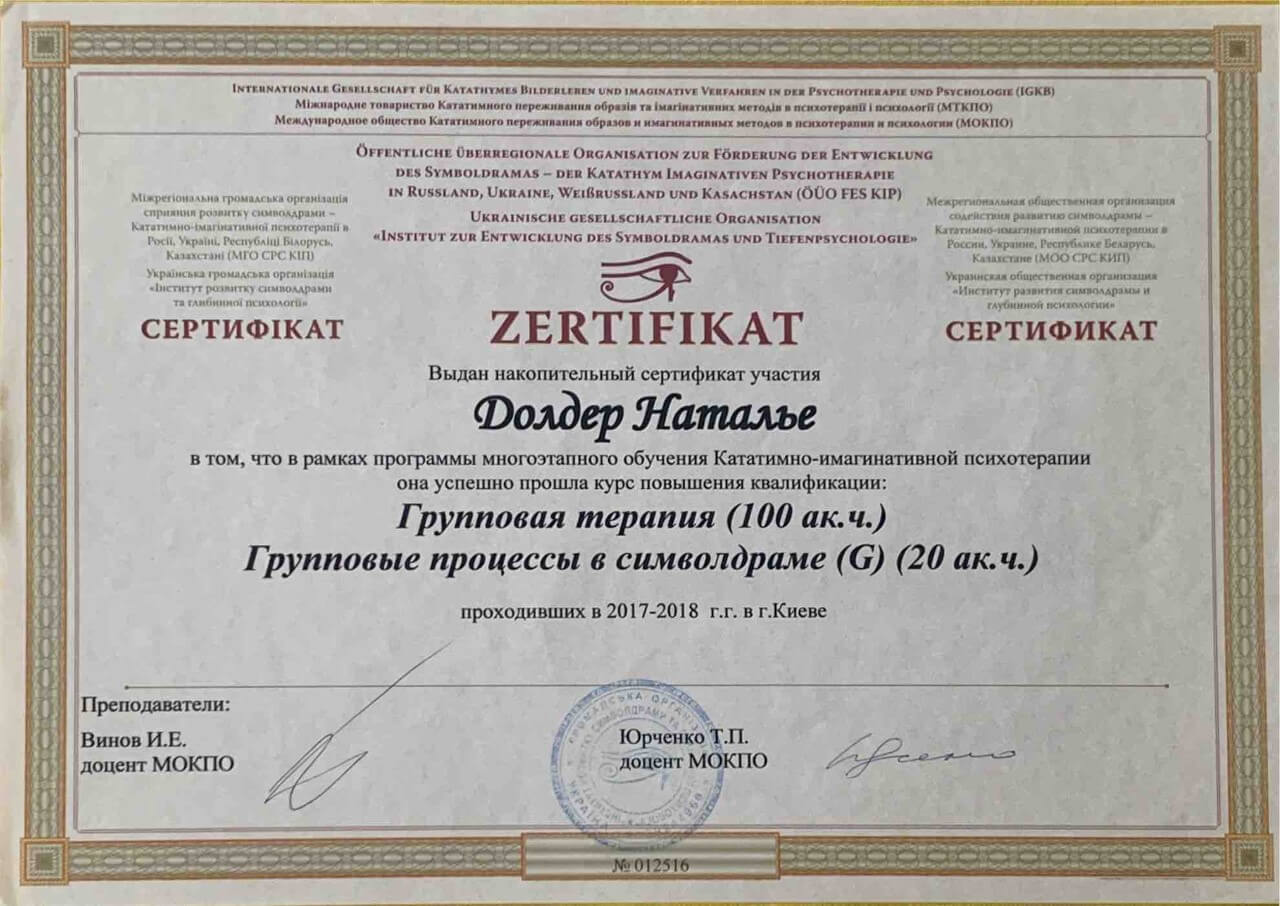 Internationale Gesellschaft für Katathymes Bilderleben und imaginative Verfahren in der Psychotherapie und Psychologie (IGKB)
Міжнародне товариство Кататимного переживання образів та імагінативних методів в психотерапії і психології (МТКПО)
Международное общество Кататимного переживания образов и имагинативных методов в психотерапии и психологии (МОКПО)
Öffentliche überregionale Organisation zur Förderung der Entwicklung
des Symboldramas – der Katathym Imaginativen Psychotherapie
in Russland, Ukraine, Weißrussland und Kasachstan (ÖÜO FES KIP)
Ukrainische gesellschaftliche Organisation
«Institut zur Entwicklung des Symboldramas und Tiefenpsychologie»
Міжрегіональна громадська організація
сприяння розвитку символдрами –
Кататимно-імагінативної психотерапії в
Росії, Україні, Республіці Білорусь,
Казахстані (МГО СРС КІП)
Українська громадська організація
«Інститут розвитку символдрами
та глибинної психології»
СЕРТИФІКАТ
Межрегиональная общественная организация
содействия развитию символдрамы –
Кататимно-имагинативной психотерапии в
России, Украине, Республике Беларусь,
Казахстане (МОО СРС КИП)
Украинская общественная организация
«Институт развития символдрамы и
глубинной психологии»
СЕРТИФИКАТ
ZERTIFIKAT
Выдан накопительный сертификат участия
Долдер Наталье
в том, что в рамках программы многоэтапного обучения Кататимно-имагинативной психотерапии
она успешно прошла курс повышения квалификации:
Групповая терапия (100 ак.ч.)
Групповые процессы в символдраме (G) (20 ак.ч.)
проходивших в 2017-2018 г.г. в г.Киеве
Преподаватели:
Винов И.Е.
доцент МОКПО
Юрченко Т.П.
доцент МОКПО
№ 012516